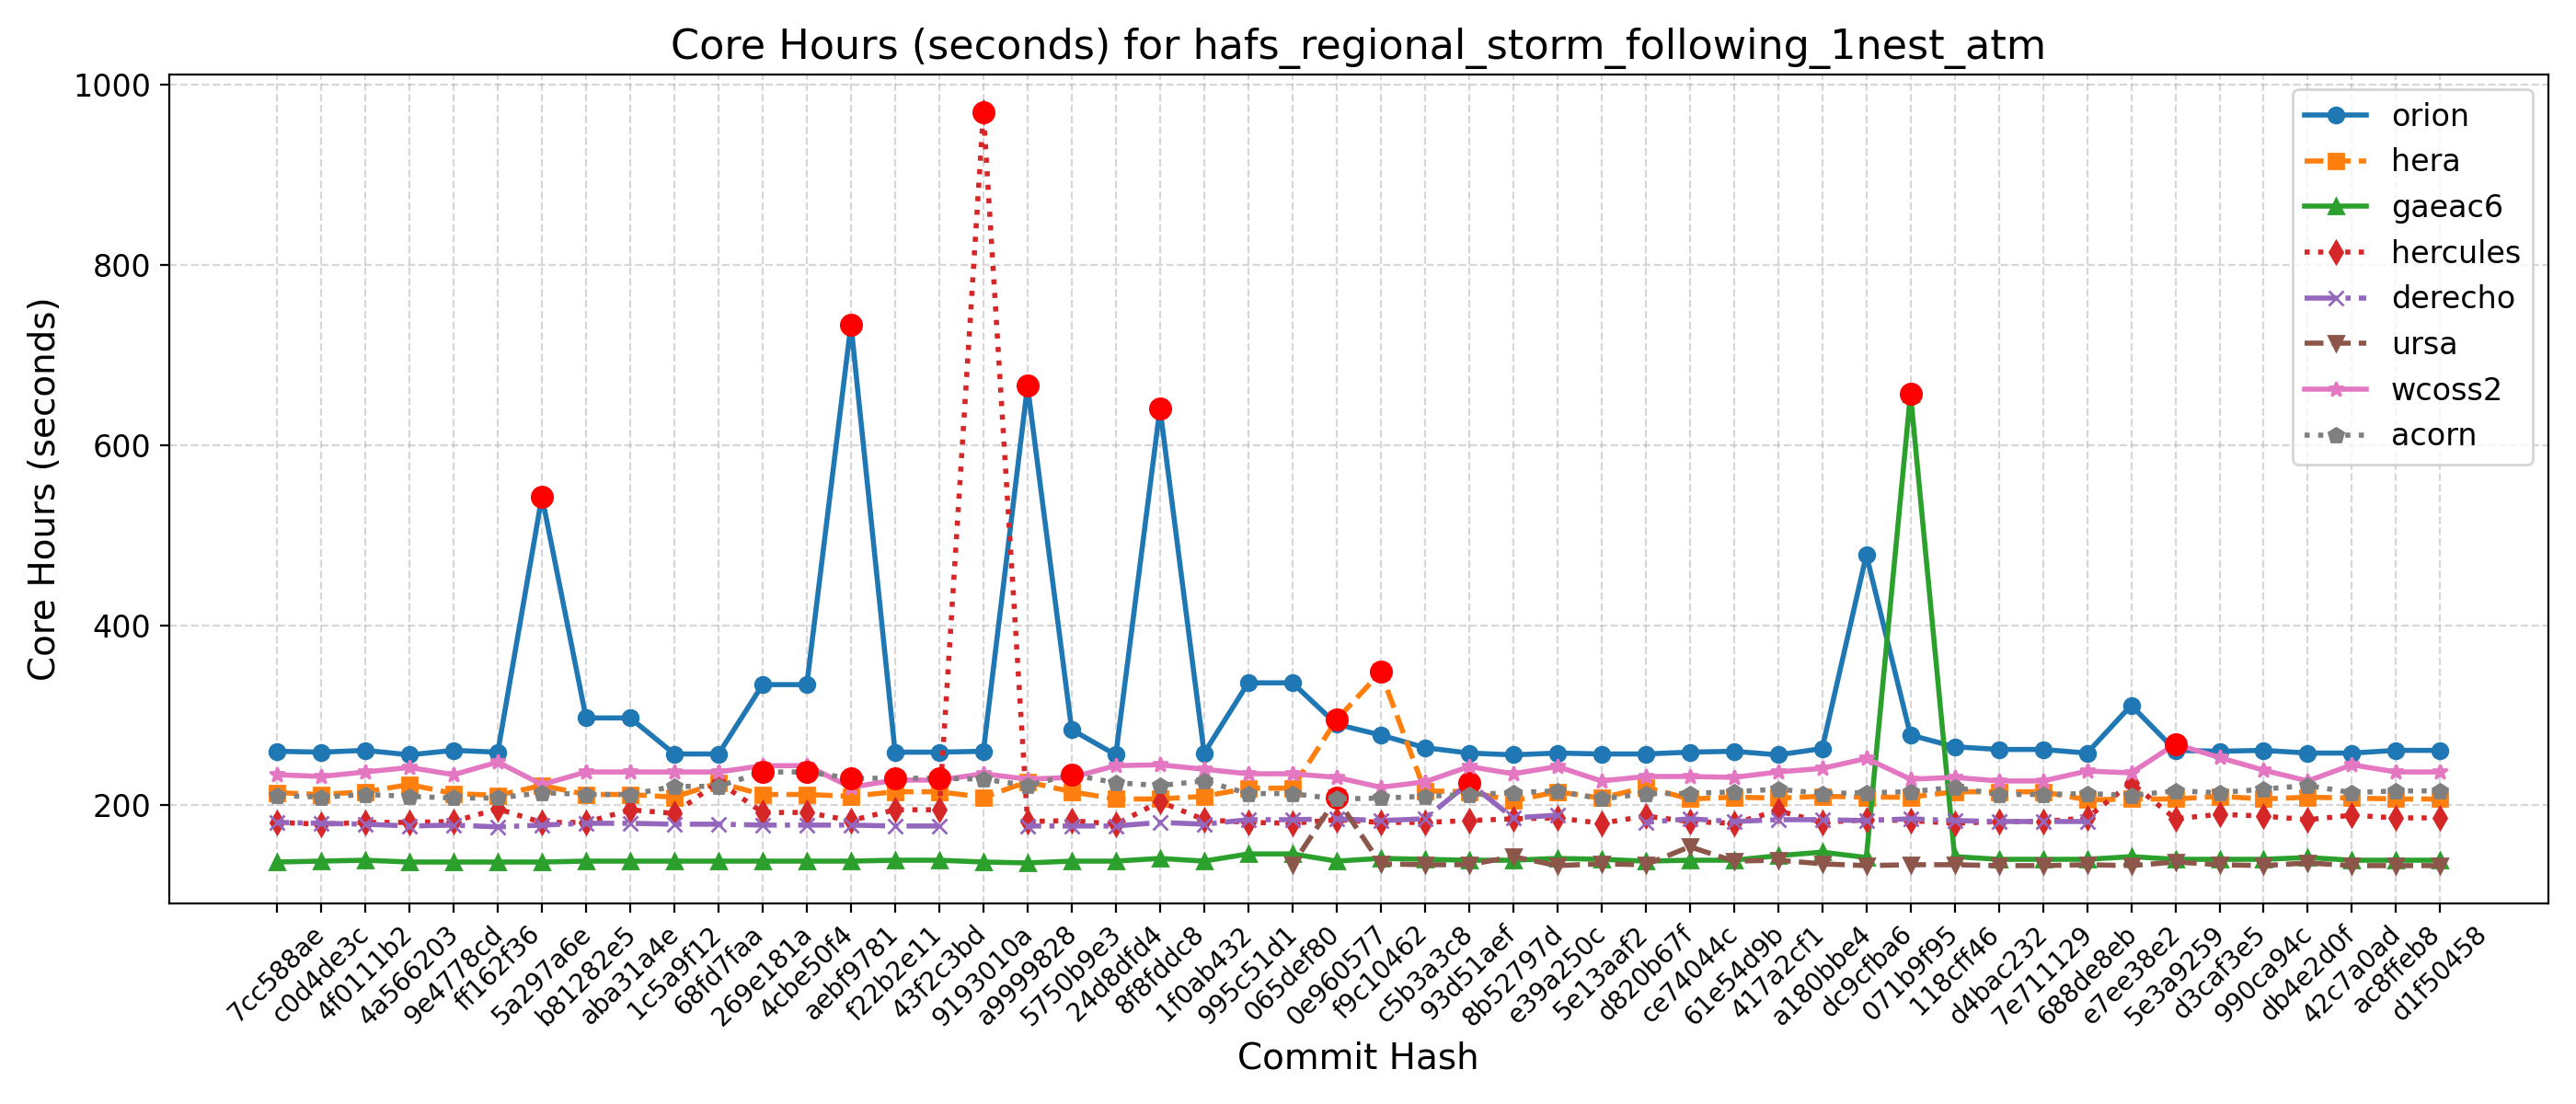 Core Hours (seconds) for hafs_regional_storm_following_1nest_atm
Core Hours (seconds)
1000
800
600
400
200
orion
hera
gaeac6
hercules
derecho
ursa
wcoss2
acorn
7cc588ae
c0d4de3c
4f0111b2
4a566203
9e4778cd
ff162f36
5a297a6e
b81282e5
aba31a4e
1c5a9f12
68fd7faa
269e181a
4cbe50f4
aebf9781
f22b2e11
43f2c3bd
9193010a
a9999828
5750b9e3
24d8dfd4
8f8fddc8
1f0ab432
995c51d1
065def80
0e960577
f9c10462
c5b3a3c8
93d51aef
8b52797d
e39a250c
5e13aaf2
d820b67f
ce74044c
61e54d9b
417a2cf1
a180bbe4
dc9cfba6
071b9f95
118cff46
d4bac232
7e711129
688de8eb
e7ee38e2
5e3a9259
d3caf3e5
990ca94c
db4e2d0f
42c7a0ad
ac8ffeb8
d1f50458
Commit Hash